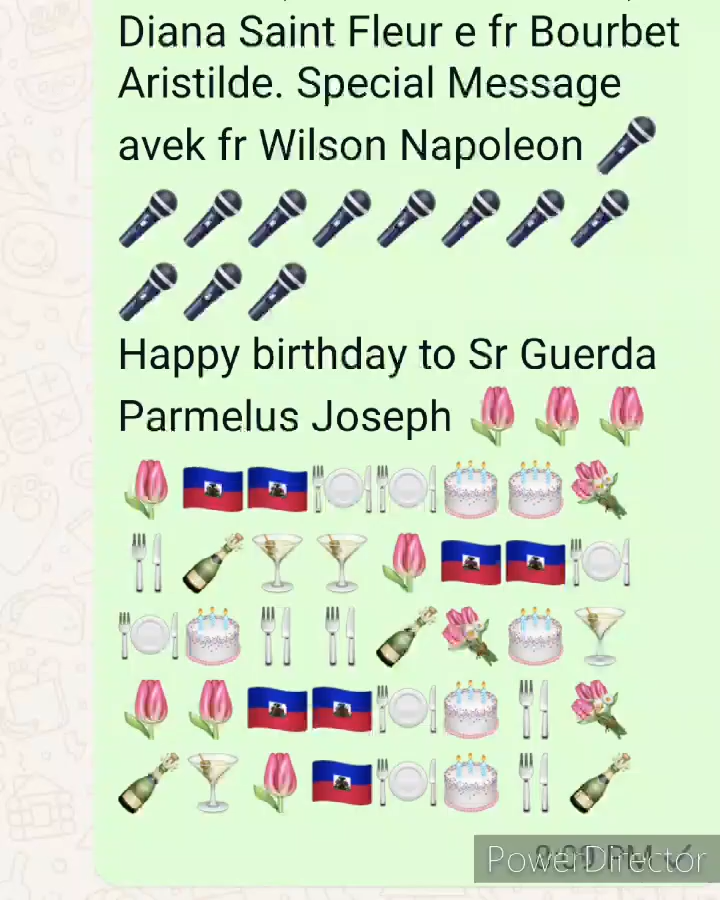 Diana Saint Fleur e fr Bourbet
Aristilde. Special Message
avek fr Wilson Napoleon 🎤
🎤🎤🎤🎤🎤🎤🎤🎤
🎤🎤🎤
Happy birthday to Sr Guerda
Parmelus Joseph 🌷🌷🌷
🌷🇭🇹🇭🇹🍽🍽🎂🎂💐
🍴🍾🍸🍸🌷🇭🇹🇭🇹🍽
🍽🎂🍴🍴🍾💐🎂🍸
🌷🌷🇭🇹🇭🇹🍽🎂🍴💐
🍾🍸🌷🇭🇹🍽🎂🍴🍾
PowerDirector